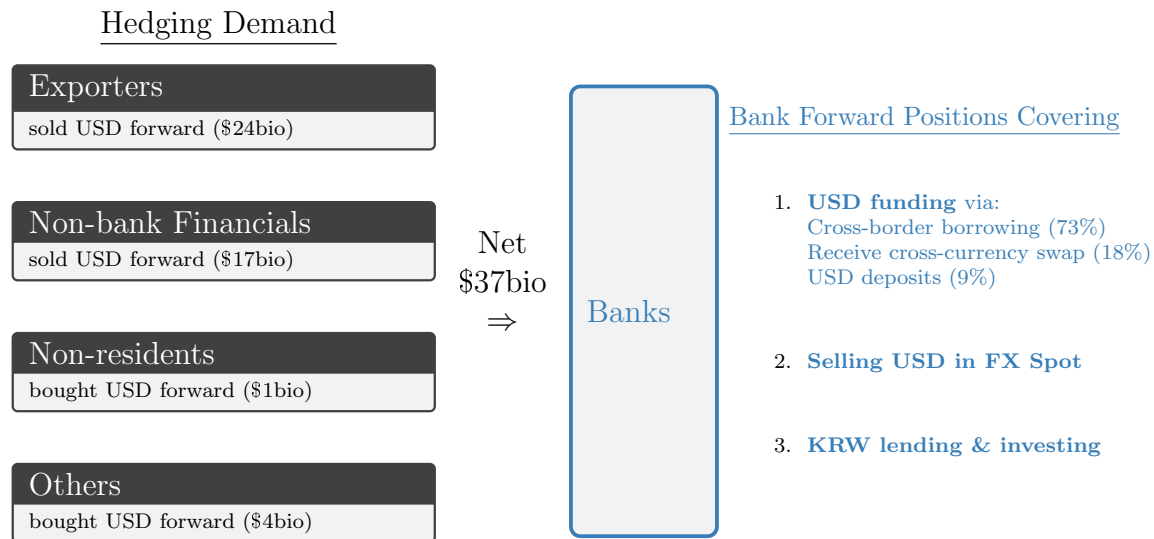 Hedging Demand
Exporters
sold USD forward ($24bio)
Non-bank Financials
sold USD forward ($17bio)
Non-residents
bought USD forward ($1bio)
Others
bought USD forward ($4bio)
Net
$37bio
⇒
Banks
Bank Forward Positions Covering
1. USD funding via:
Cross-border borrowing (73%)
Receive cross-currency swap (18%)
USD deposits (9%)
2. Selling USD in FX Spot
3. KRW lending & investing